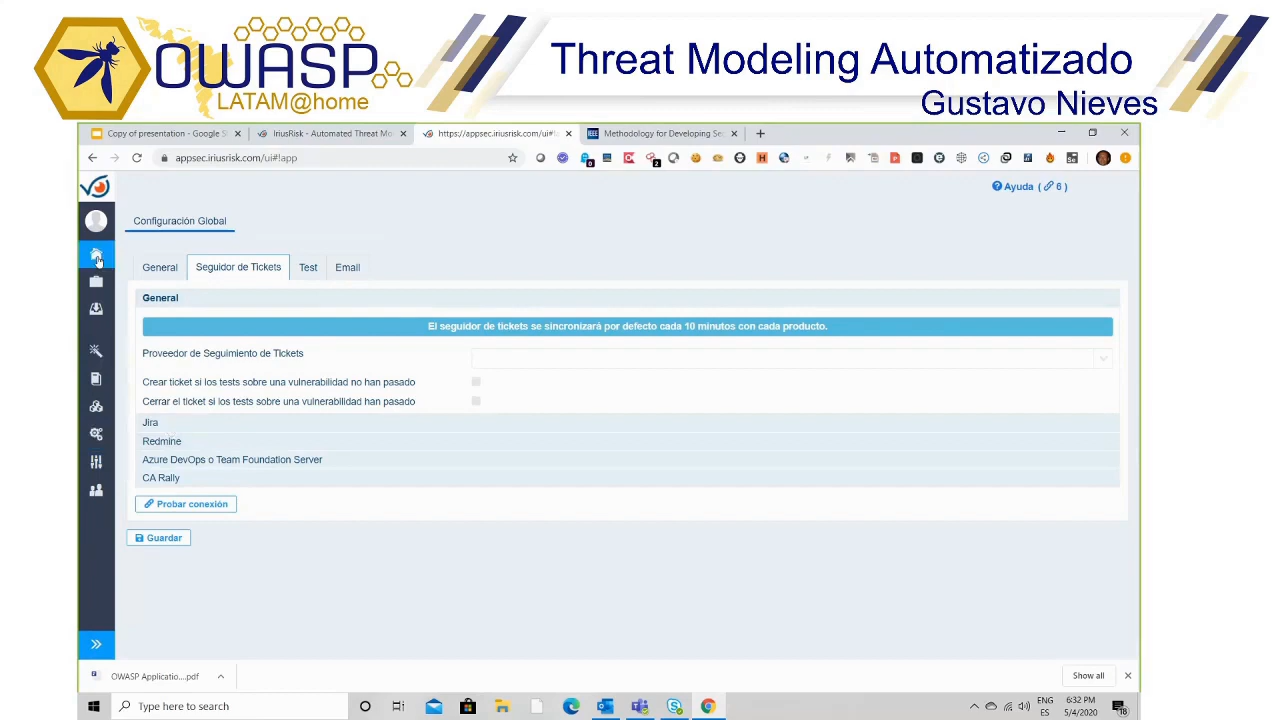 OWASP
LATAM@home
Threat Modeling Automatizado
Gustavo Nieves
Copy of presentation - Google S
IriusRisk - Automated Threat Mo
https://appsec.iriusrisk.com/ui#!
Methodology for Developing Se
appsec.iriusrisk.com/ui#!app
Ayuda ( 6 )
Configuración Global
General
Seguidor de Tickets
Test
Email
General
El seguidor de tickets se sincronizará por defecto cada 10 minutos con cada producto.
Proveedor de Seguimiento de TIckets
Crear ticket si los tests sobre una vulnerabilidad no han pasado
Cerrar el ticket si los tests sobre una vulnerabilidad han pasado
Jira
Redmine
Azure DevOps o Team Foundation Server
CA Rally
Probar conexión
Guardar
OWASP Applicatio....pdf
Show all
Type here to search
ENG
ES
6:32 PM
5/4/2020
18